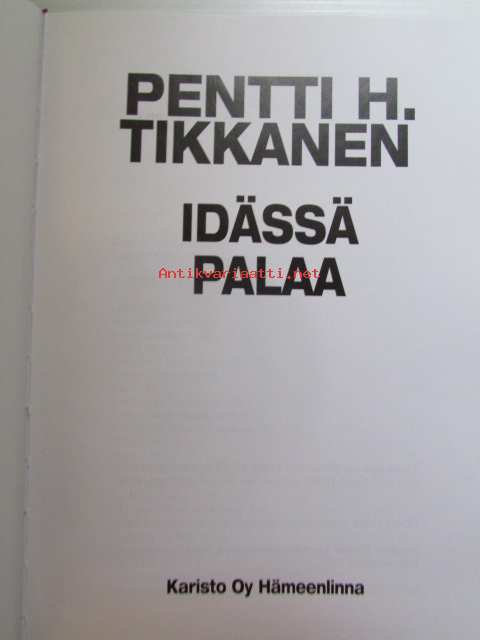 PENTTI H.
TIKKANEN
IDÄSSÄ
Antikvariaatti.net
PALAA
Karisto Oy Hämeenlinna